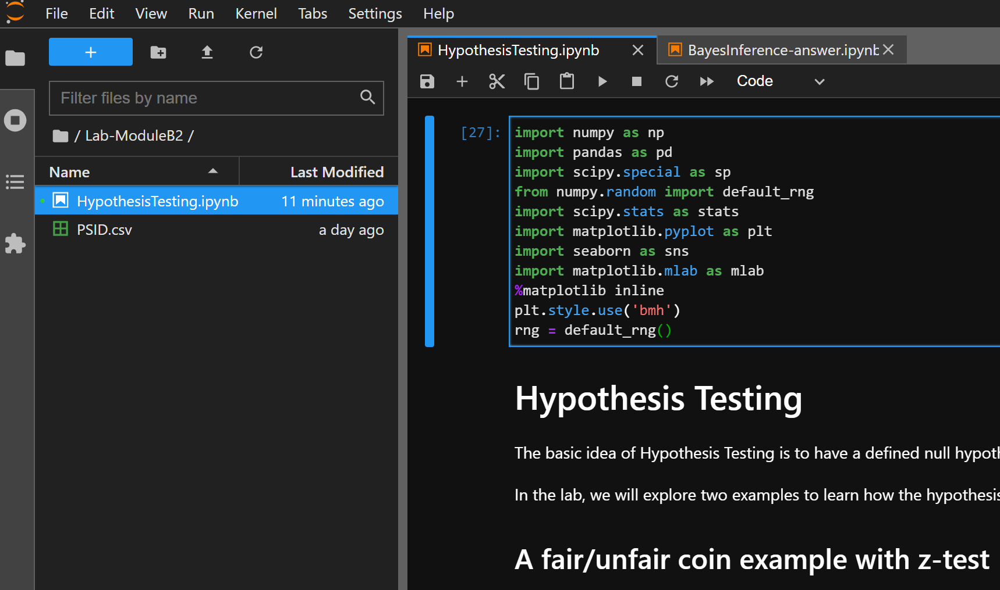 File Edit View Run Kernel Tabs Settings Help
HypothesisTesting.ipynb
BayesInference-answer.ipynb
Code
Filter files by name
/ Lab-ModuleB2 /
Name Last Modified
HypothesisTesting.ipynb 11 minutes ago
PSID.csv a day ago
[27]:
import numpy as np
import pandas as pd
import scipy.special as sp
from numpy.random import default_rng
import scipy.stats as stats
import matplotlib.pyplot as plt
import seaborn as sns
import matplotlib.mlab as mlab
%matplotlib inline
plt.style.use('bmh')
rng = default_rng()
Hypothesis Testing
The basic idea of Hypothesis Testing is to have a defined null
In the lab, we will explore two examples to learn how the hypothesis
A fair/unfair coin example with z-test